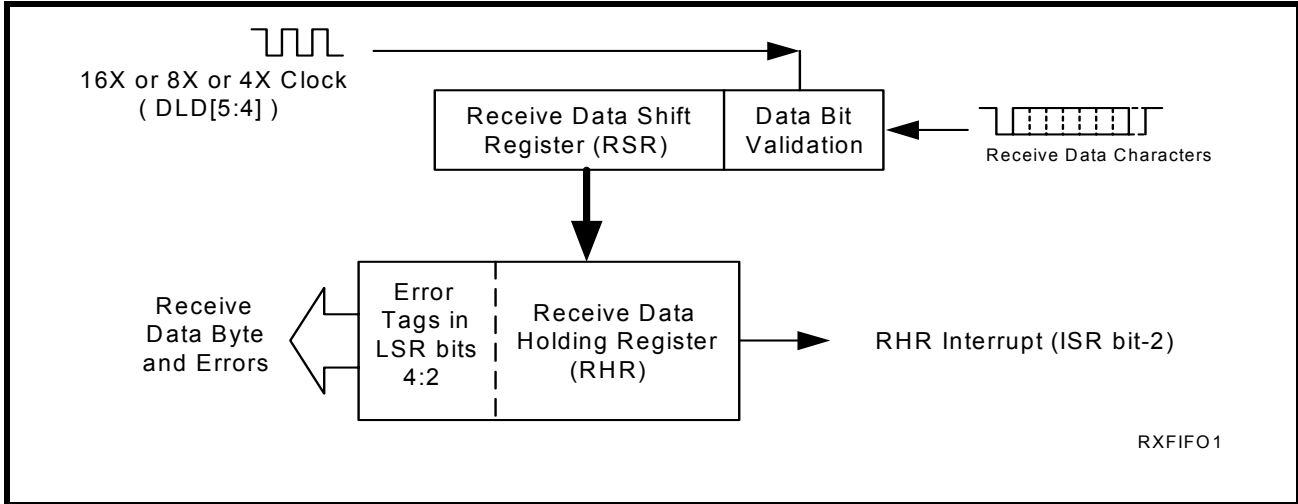 16X or 8X or 4X Clock
( DLD[5:4] )
Receive Data Shift
Register (RSR)
Data Bit
Validation
Receive Data Characters
Receive
Data Byte
and Errors
Error
Tags in
LSR bits
4:2
Receive Data
Holding Register
(RHR)
RHR Interrupt (ISR bit-2)
RXFIFO1